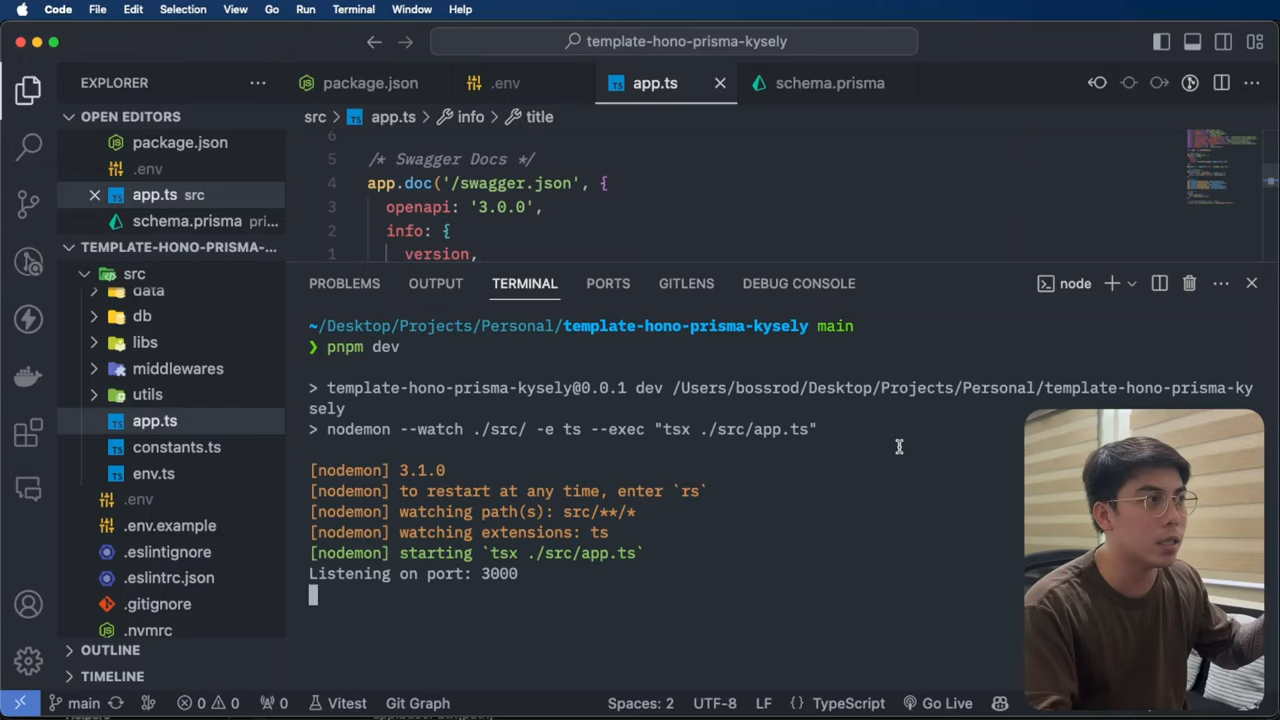 Code File Edit Selection View Go Run Terminal Window Help
template-hono-prisma-kysely
EXPLORER
package.json .env app.ts schema.prisma
OPEN EDITORS
src > app.ts > info > title
package.json
.env
app.ts src
schema.prisma pri...
TEMPLATE-HONO-PRISMA-...
src
data
db
libs
middlewares
utils
app.ts
constants.ts
env.ts
.env
.env.example
.eslintignore
.eslintrc.json
.gitignore
.nvmrc
OUTLINE
TIMELINE
6
5 /* Swagger Docs */
4 app.doc('/swagger.json', {
3 openapi: '3.0.0',
2 info: {
1 version,
PROBLEMS OUTPUT TERMINAL PORTS GITLENS DEBUG CONSOLE
node
~/Desktop/Projects/Personal/template-hono-prisma-kysely main
❯ pnpm dev
> template-hono-prisma-kysely@0.0.1 dev /Users/bossrod/Desktop/Projects/Personal/template-hono-prisma-ky
sely
> nodemon --watch ./src/ -e ts --exec "tsx ./src/app.ts"
[nodemon] 3.1.0
[nodemon] to restart at any time, enter `rs`
[nodemon] watching path(s): src/**/*
[nodemon] watching extensions: ts
[nodemon] starting `tsx ./src/app.ts`
Listening on port: 3000
main 0 0 0 Vitest Git Graph Spaces: 2 UTF-8 LF {} TypeScript Go Live